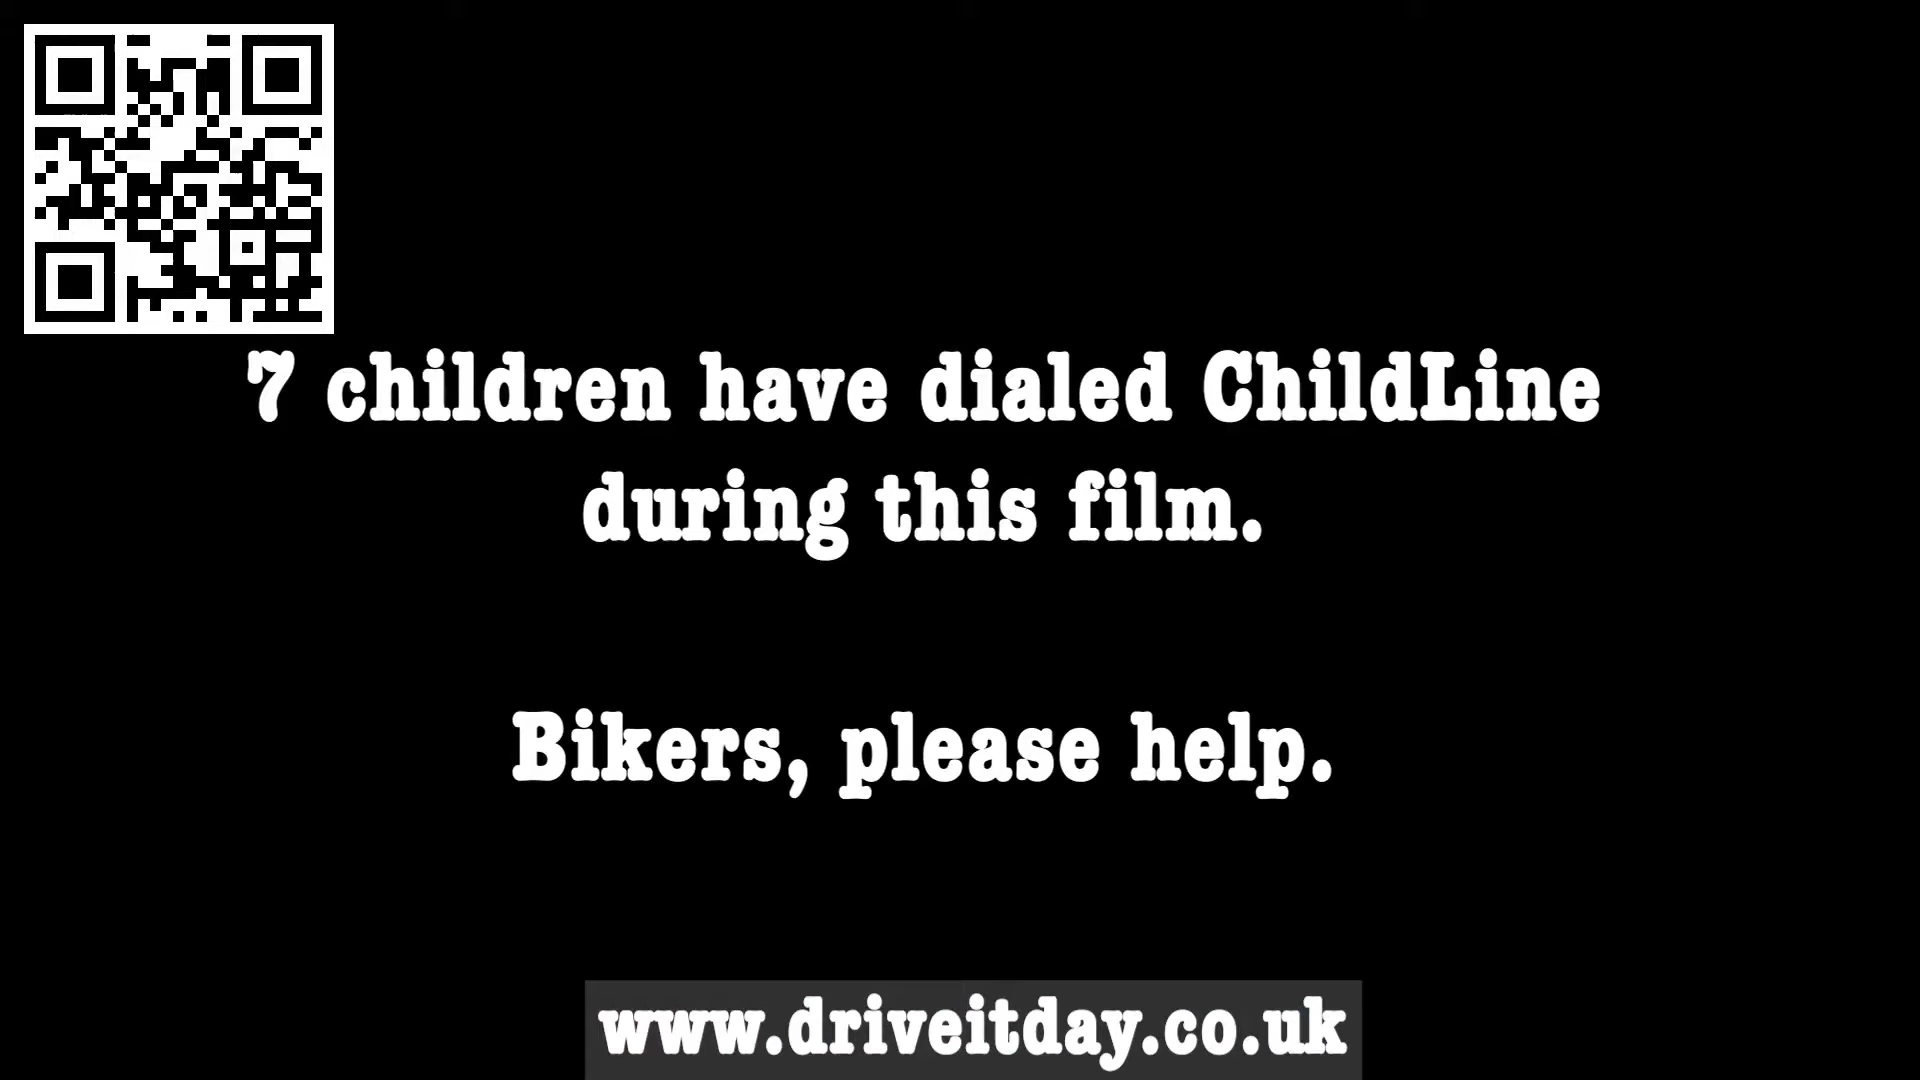 7 children have dialed ChildLine
during this film.
Bikers, please help.
www.driveitday.co.uk